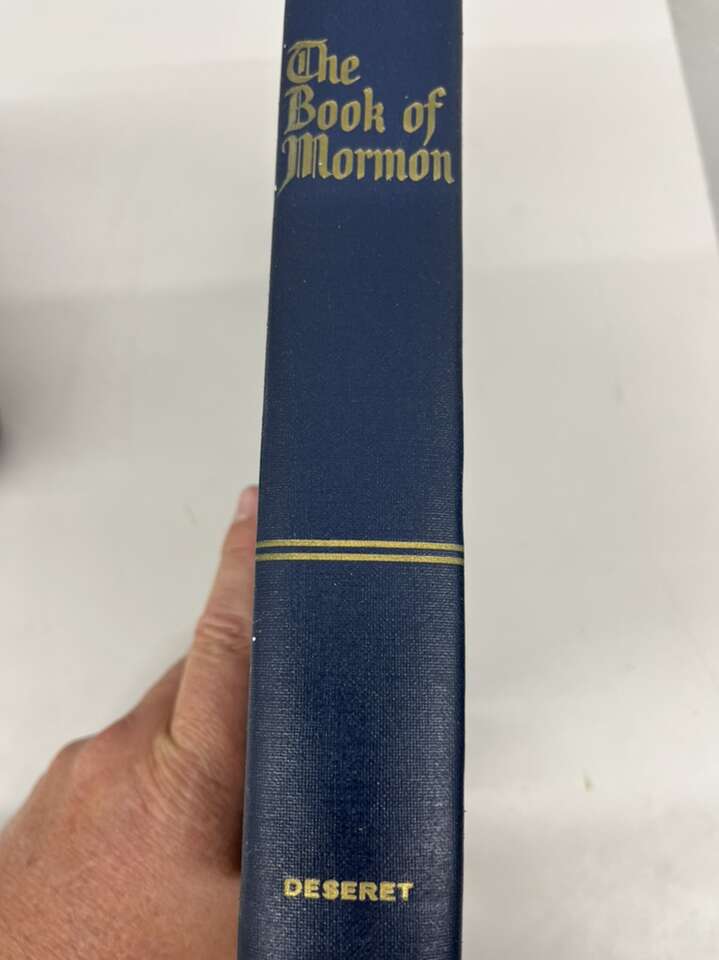 The
Book of
Mormon
DESERET